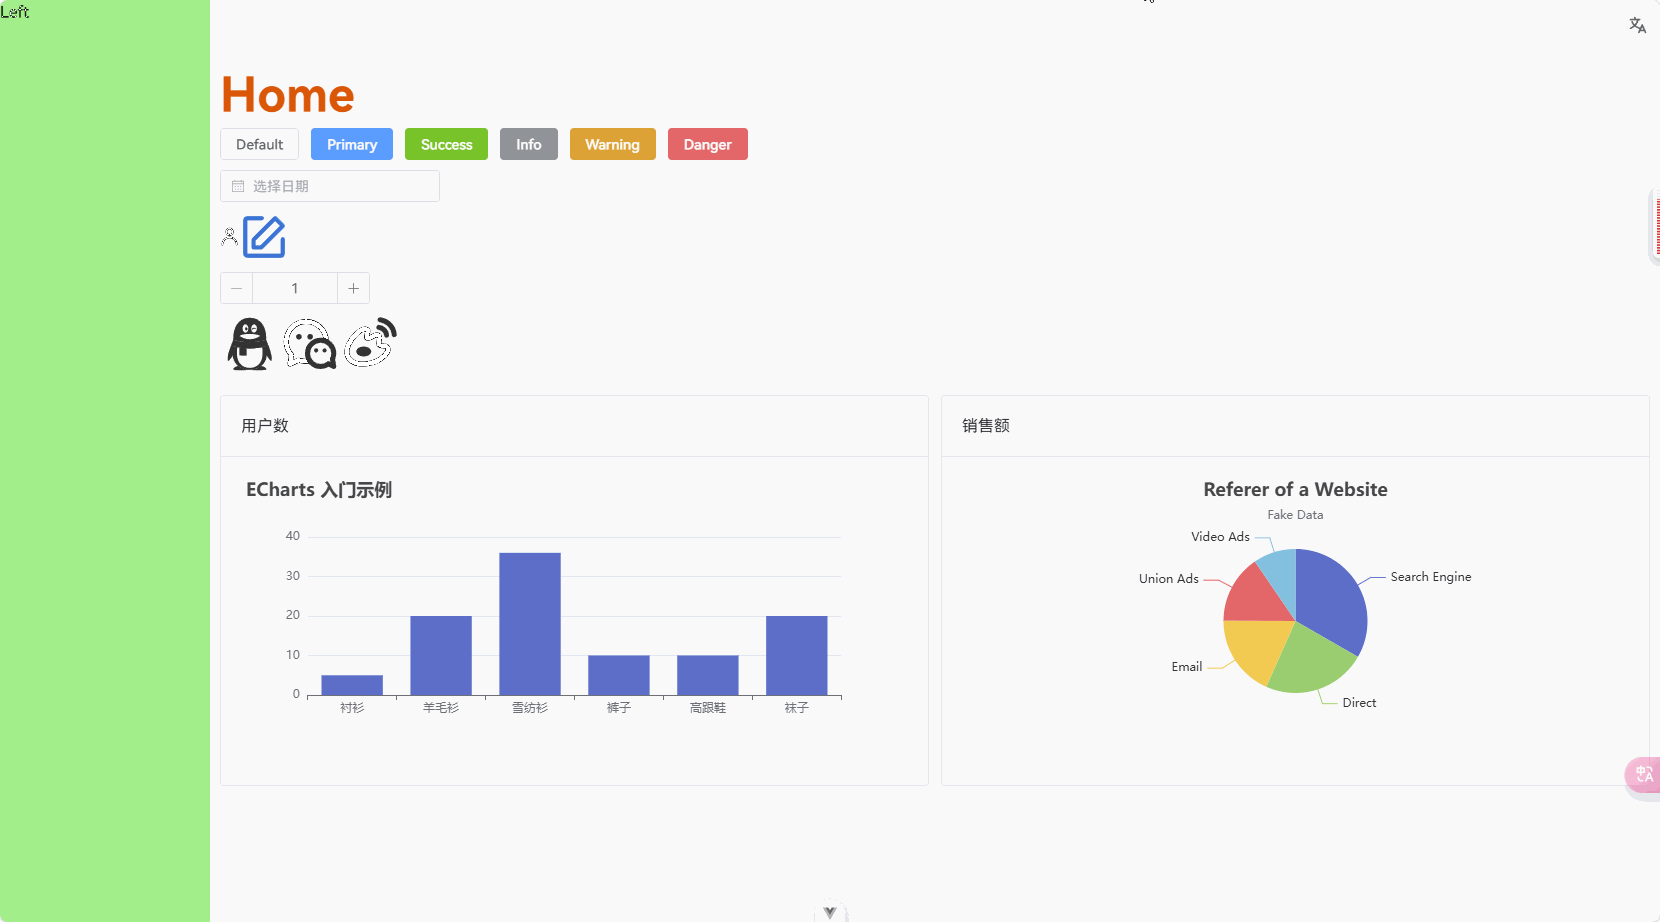 Left
Home
Default Primary Success Info Warning Danger
选择日期
1
用户数
ECharts 入门示例
40
30
20
10
0
衬衫 羊毛衫 雪纺衫 裤子 高跟鞋 袜子
销售额
Referer of a Website
Fake Data
Video Ads
Search Engine
Union Ads
Email
Direct